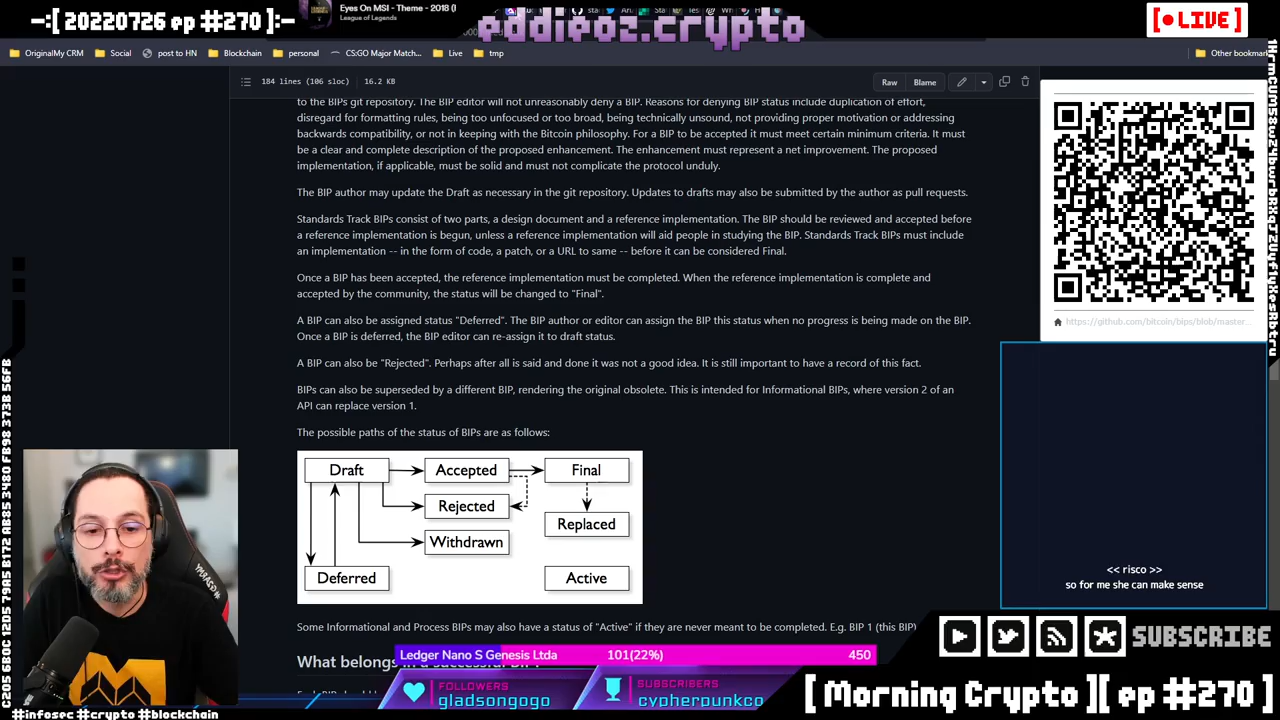 -:[ 20220726 ep #270 ]:-
Eyes On MSI - Theme - 2018 (I
League of Legends
eddieoz.crypto
[● LIVE]
OriginalMy CRM
Social
post to HN
Blockchain
personal
CS:GO Major Match...
Live
tmp
Other bookmar
184 lines (106 sloc)
16.2 KB
Raw
Blame
to the BIPs git repository. The BIP editor will not unreasonably deny a BIP. Reasons for denying BIP status include duplication of effort,
disregard for formatting rules, being too unfocused or too broad, being technically unsound, not providing proper motivation or addressing
backwards compatibility, or not in keeping with the Bitcoin philosophy. For a BIP to be accepted it must meet certain minimum criteria. It must
be a clear and complete description of the proposed enhancement. The enhancement must represent a net improvement. The proposed
implementation, if applicable, must be solid and must not complicate the protocol unduly.
The BIP author may update the Draft as necessary in the git repository. Updates to drafts may also be submitted by the author as pull requests.
Standards Track BIPs consist of two parts, a design document and a reference implementation. The BIP should be reviewed and accepted before
a reference implementation is begun, unless a reference implementation will aid people in studying the BIP. Standards Track BIPs must include
an implementation -- in the form of code, a patch, or a URL to same -- before it can be considered Final.
Once a BIP has been accepted, the reference implementation must be completed. When the reference implementation is complete and
accepted by the community, the status will be changed to "Final".
A BIP can also be assigned status "Deferred". The BIP author or editor can assign the BIP this status when no progress is being made on the BIP.
Once a BIP is deferred, the BIP editor can re-assign it to draft status.
A BIP can also be "Rejected". Perhaps after all is said and done it was not a good idea. It is still important to have a record of this fact.
BIPs can also be superseded by a different BIP, rendering the original obsolete. This is intended for Informational BIPs, where version 2 of an
API can replace version 1.
The possible paths of the status of BIPs are as follows:
Draft
Accepted
Final
Rejected
Replaced
Withdrawn
Deferred
Active
Some Informational and Process BIPs may also have a status of "Active" if they are never meant to be completed. E.g. BIP 1 (this BIP)
What belongs in a successful BIP?
https://github.com/bitcoin/bips/blob/master...
<< risco >>
so for me she can make sense
SUBSCRIBE
Ledger Nano S Genesis Ltda
101(22%)
450
FOLLOWERS
gladsongogo
SUBSCRIBERS
cypherpunkco
[ Morning Crypto ][ ep #270 ]
#infosec #crypto #blockchain